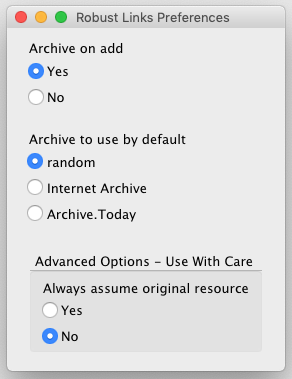 Robust Links Preferences
Archive on add
Yes
No
Archive to use by default
random
Internet Archive
Archive.Today
Advanced Options – Use With Care
Always assume original resource
Yes
No